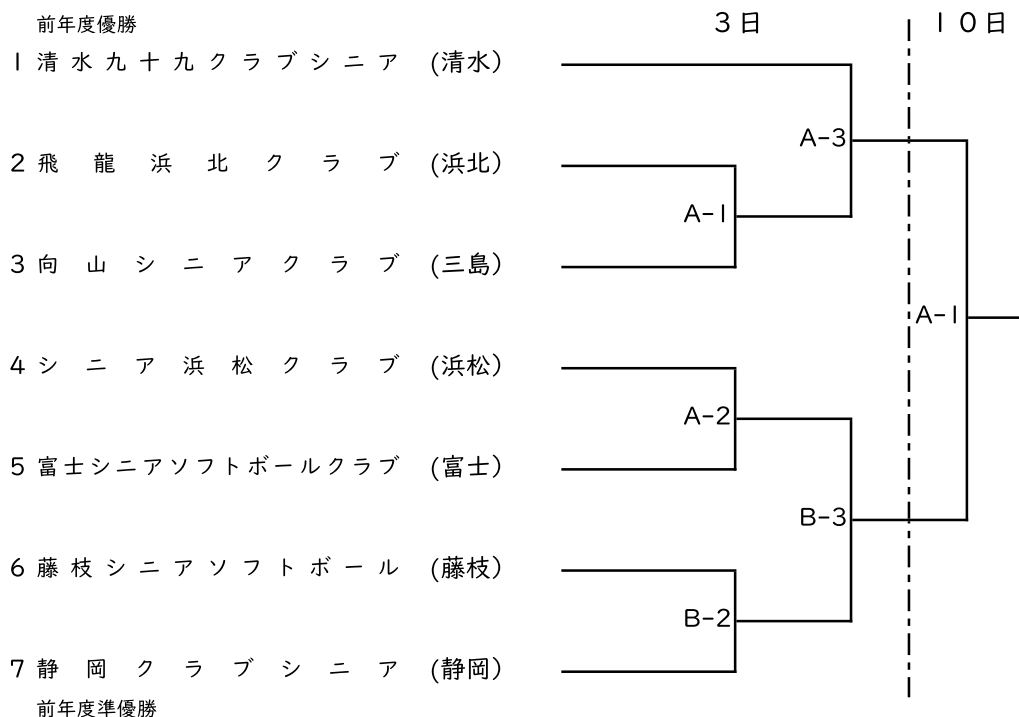 前年度優勝
3日
10日
1 清水九十九クラブシニア (清水)
A-3
2 飛龍浜北クラブ (浜北)
A-1
3 向山シニアクラブ (三島)
A-1
4 シニア浜松クラブ (浜松)
A-2
5 富士シニアソフトボールクラブ (富士)
B-3
6 藤枝シニアソフトボール (藤枝)
B-2
7 静岡クラブシニア (静岡)
前年度準優勝